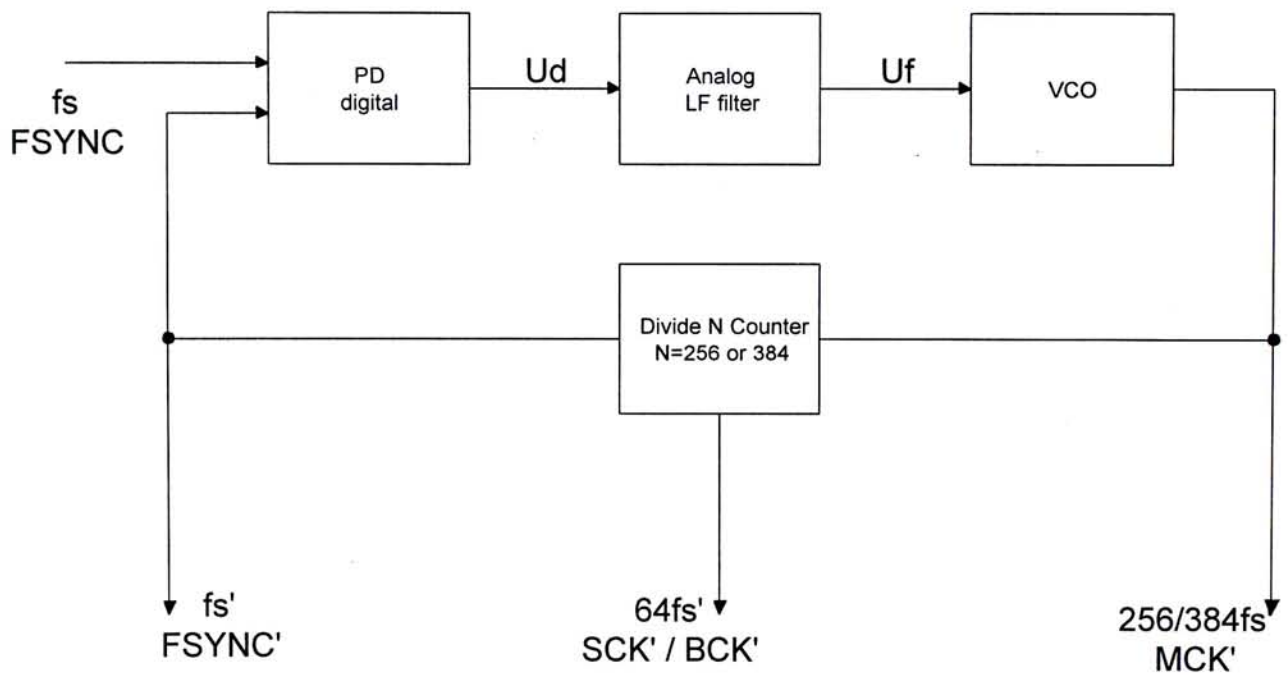 fs
FSYNC
PD
digital
Ud
Analog
LF filter
Uf
VCO
Divide N Counter
N=256 or 384
fs'
FSYNC'
64fs'
SCK' / BCK'
256/384fs'
MCK'